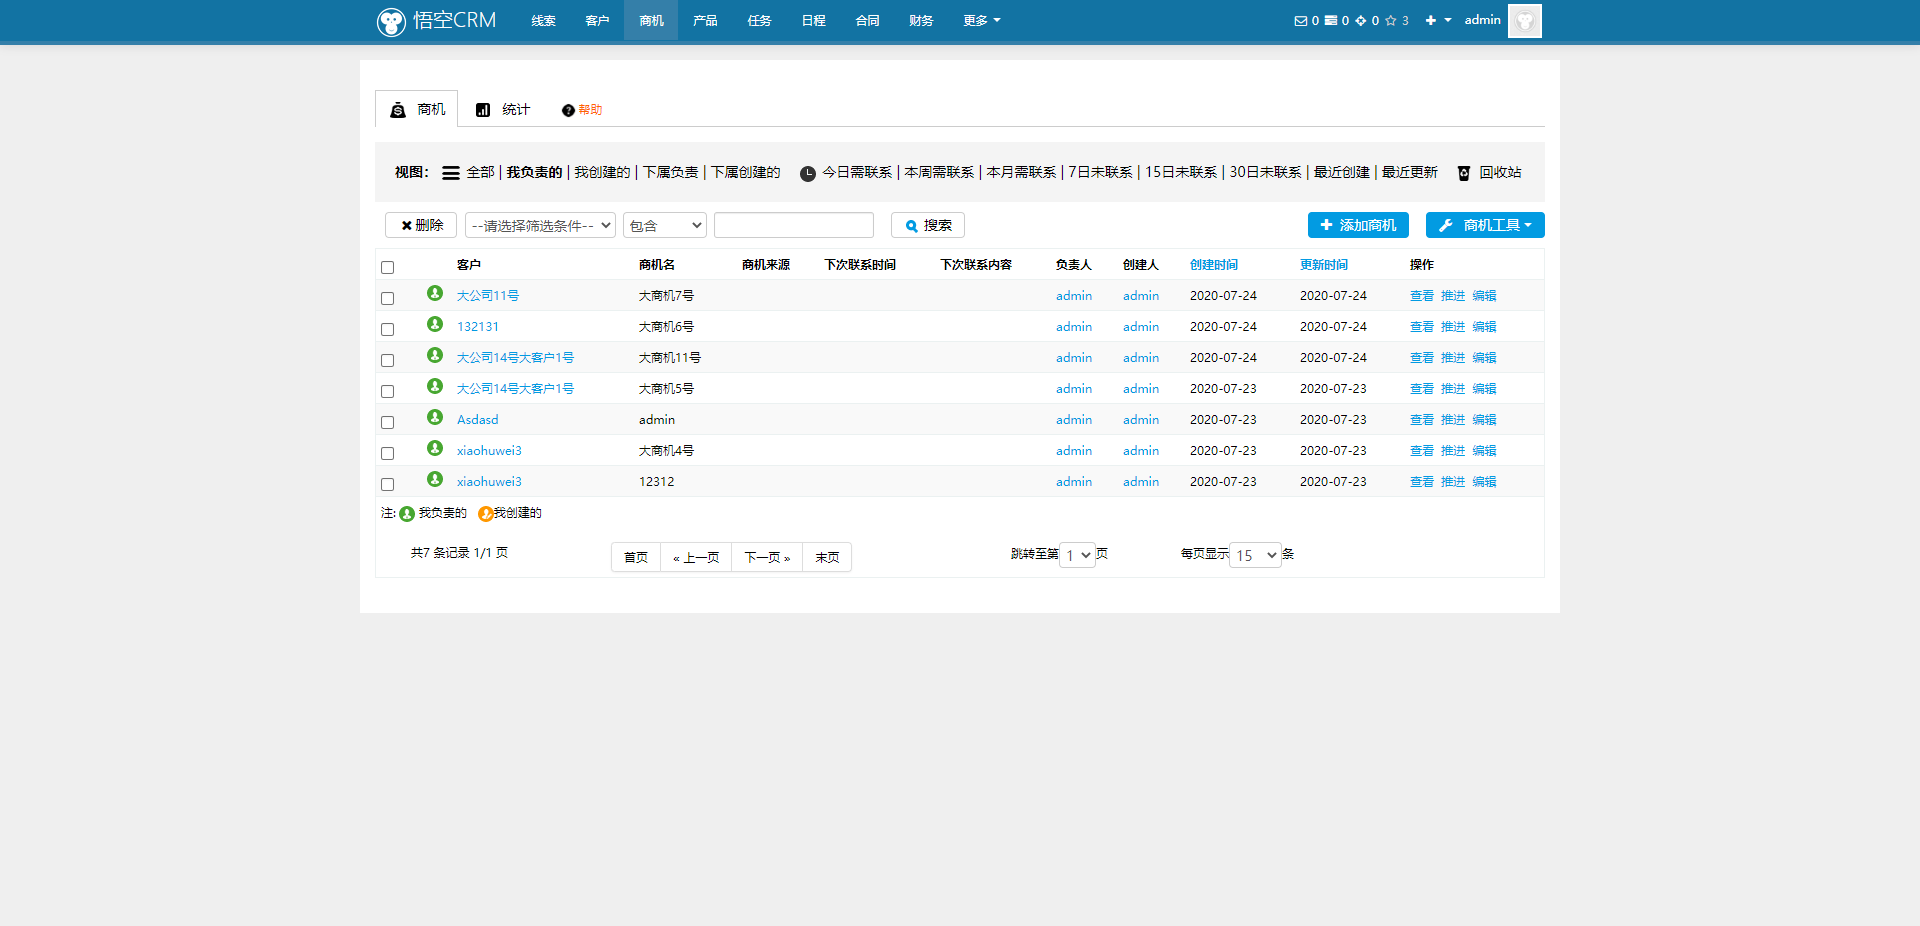 悟空CRM 线索 客户 商机 产品 任务 日程 合同 财务 更多 0 0 0 3 admin
商机 统计 帮助
视图: 全部 | 我负责的 | 我创建的 | 下属负责 | 下属创建的 今日需联系 | 本周需联系 | 本月需联系 | 7日未联系 | 15日未联系 | 30日未联系 | 最近创建 | 最近更新 回收站
删除 --请选择筛选条件-- 包含 搜索 添加商机 商机工具
客户 商机名 商机来源 下次联系时间 下次联系内容 负责人 创建人 创建时间 更新时间 操作
大公司11号 大商机7号 admin admin 2020-07-24 2020-07-24 查看 推进 编辑
132131 大商机6号 admin admin 2020-07-24 2020-07-24 查看 推进 编辑
大公司14号大客户1号 大商机11号 admin admin 2020-07-24 2020-07-24 查看 推进 编辑
大公司14号大客户1号 大商机5号 admin admin 2020-07-23 2020-07-23 查看 推进 编辑
Asdasd admin admin admin 2020-07-23 2020-07-23 查看 推进 编辑
xiaohuwei3 大商机4号 admin admin 2020-07-23 2020-07-23 查看 推进 编辑
xiaohuwei3 12312 admin admin 2020-07-23 2020-07-23 查看 推进 编辑
注: 我负责的 我创建的
共7 条记录 1/1 页 首页 « 上一页 下一页 » 末页 跳转至第 1 页 每页显示 15 条